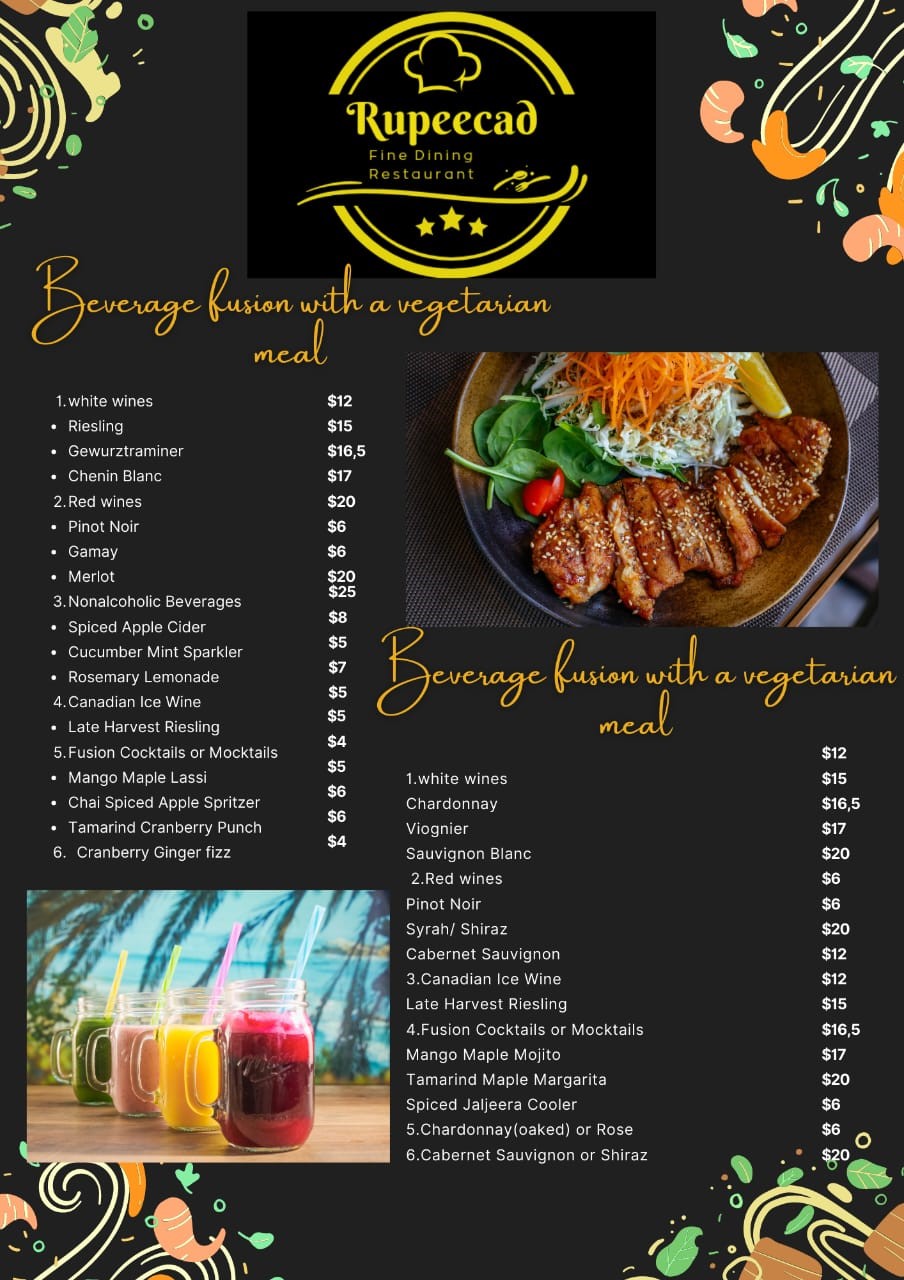 Rupeecad
Fine Dining
Restaurant
Beverage fusion with a vegetarian
meal
1.white wines $12
• Riesling $15
• Gewurztraminer $16,5
• Chenin Blanc $17
2.Red wines $20
• Pinot Noir $6
• Gamay $6
• Merlot $20
$25
3.Nonalcoholic Beverages
• Spiced Apple Cider $8
• Cucumber Mint Sparkler $5
• Rosemary Lemonade $7
4.Canadian Ice Wine $5
• Late Harvest Riesling $5
5.Fusion Cocktails or Mocktails $4
• Mango Maple Lassi $5
• Chai Spiced Apple Spritzer $6
• Tamarind Cranberry Punch $6
6. Cranberry Ginger fizz $4
Beverage fusion with a vegetarian
meal
$12
1.white wines $15
Chardonnay $16,5
Viognier $17
Sauvignon Blanc $20
2.Red wines $6
Pinot Noir $6
Syrah/ Shiraz $20
Cabernet Sauvignon $12
3.Canadian Ice Wine $12
Late Harvest Riesling $15
4.Fusion Cocktails or Mocktails $16,5
Mango Maple Mojito $17
Tamarind Maple Margarita $20
Spiced Jaljeera Cooler $6
5.Chardonnay(oaked) or Rose $6
6.Cabernet Sauvignon or Shiraz $20